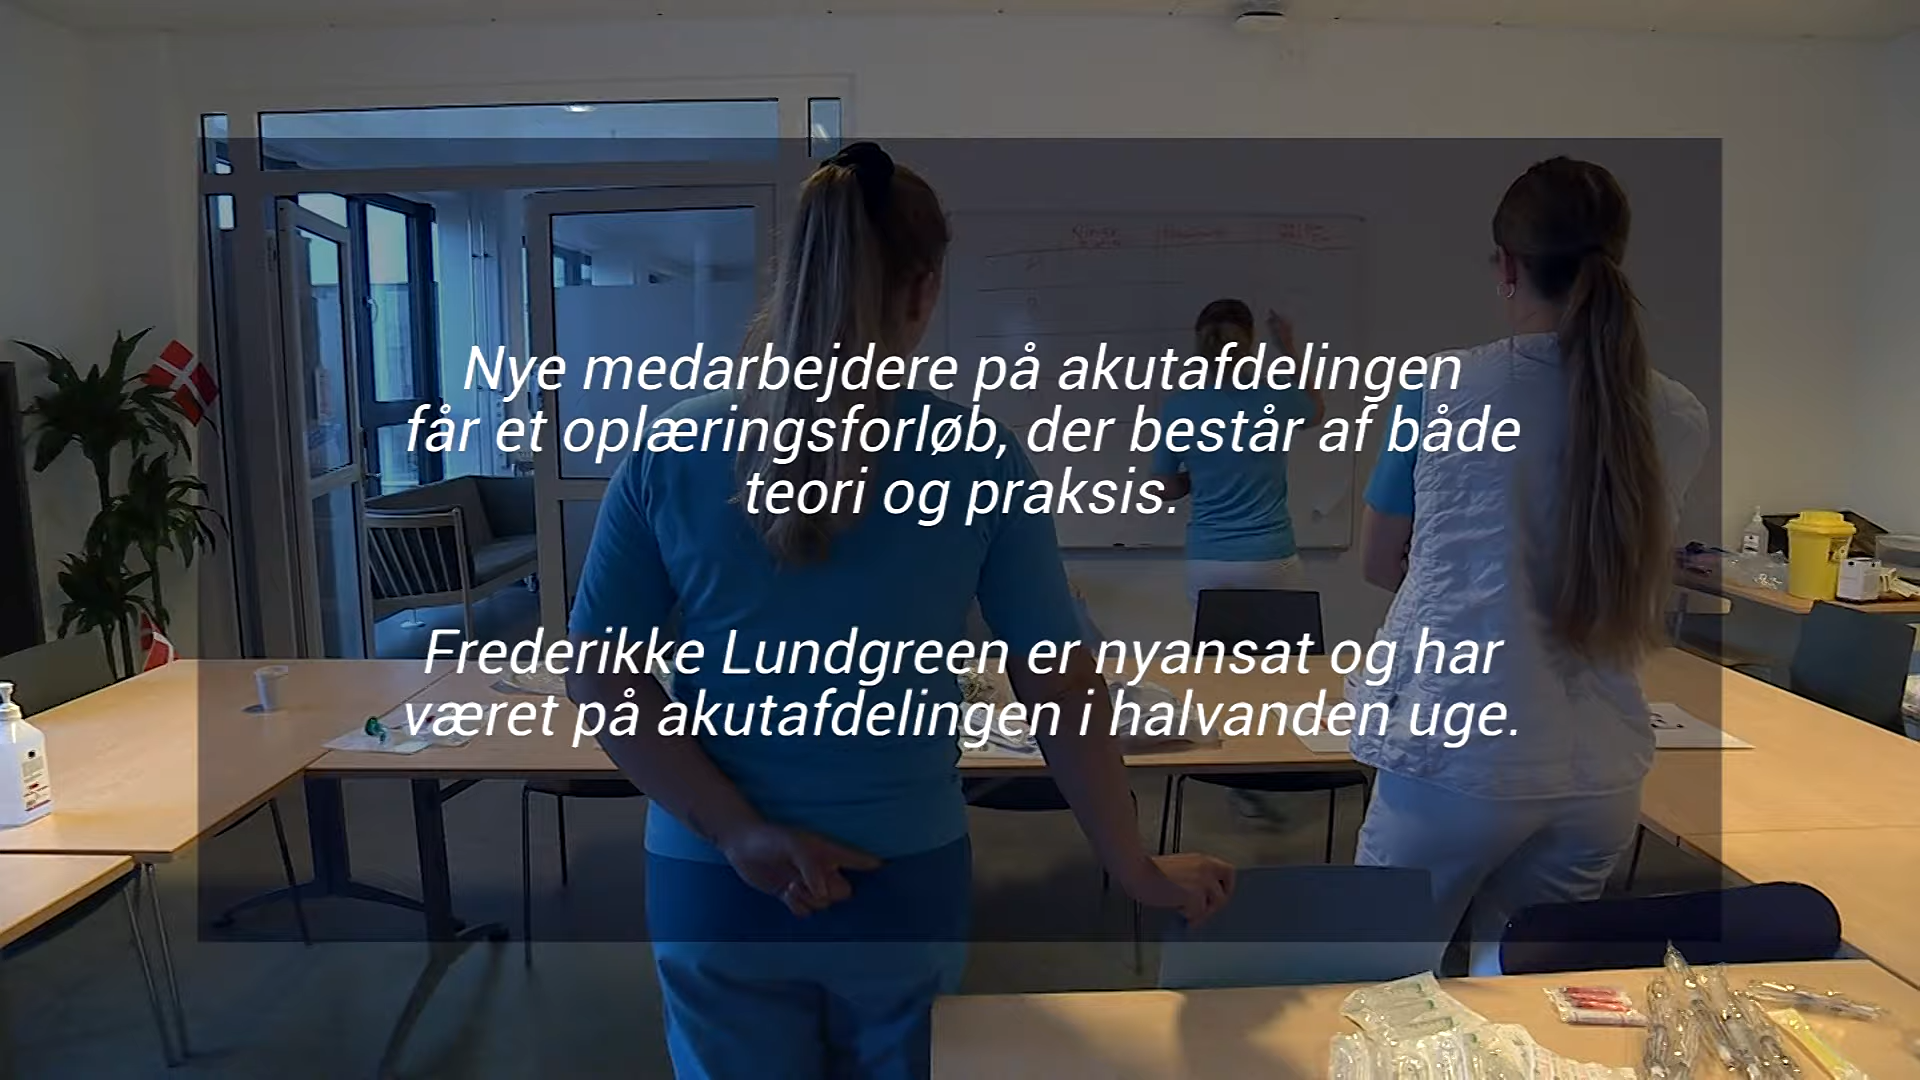 Nye medarbejdere på akutafdelingen
får et oplæringsforløb, der består af både
teori og praksis.
Frederikke Lundgreen er nyansat og har
været på akutafdelingen i halvanden uge.